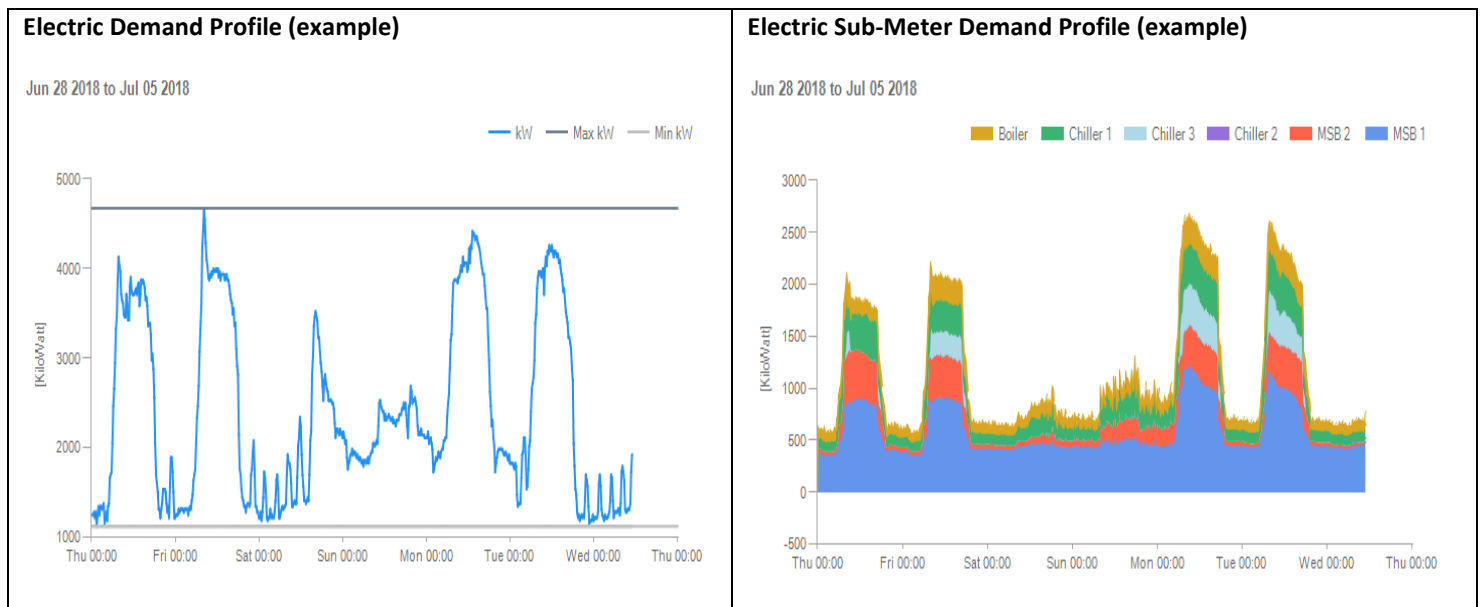 Electric Demand Profile (example)
Jun 28 2018 to Jul 05 2018
kW Max kW Min kW
5000
4000
3000
2000
1000
[KiloWatt]
Thu 00:00 Fri 00:00 Sat 00:00 Sun 00:00 Mon 00:00 Tue 00:00 Wed 00:00 Thu 00:00
Electric Sub-Meter Demand Profile (example)
Jun 28 2018 to Jul 05 2018
Boiler Chiller 1 Chiller 3 Chiller 2 MSB 2 MSB 1
3000
2500
2000
1500
1000
500
0
-500
[KiloWatt]
Thu 00:00 Fri 00:00 Sat 00:00 Sun 00:00 Mon 00:00 Tue 00:00 Wed 00:00 Thu 00:00